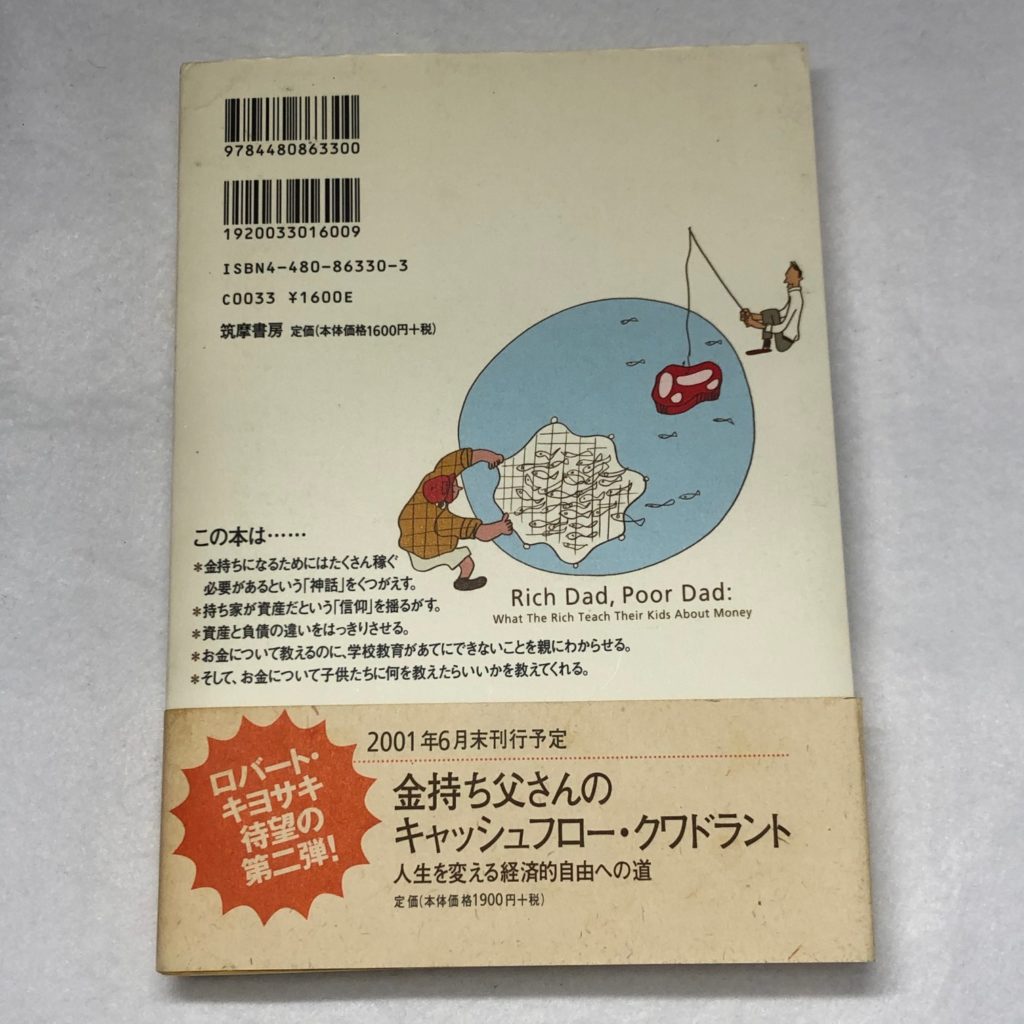 9784480863300
1920033016009
ISBN4-480-86330-3
C0033 ¥1600E
筑摩書房 定価(本体価格1600円+税)
この本は……
*金持ちになるためにはたくさん稼ぐ
必要があるという「神話」をくつがえす。
*持ち家が資産だという「信仰」を揺るがす。
*資産と負債の違いをはっきりさせる。
*お金について教えるのに、学校教育があてにできないことを親にわからせる。
*そして、お金について子供たちに何を教えたらいいかを教えてくれる。
Rich Dad, Poor Dad:
What The Rich Teach Their Kids About Money
ロバート・
キヨサキ
待望の
第二弾!
2001年6月末刊行予定
金持ち父さんの
キャッシュフロー・クワドラント
人生を変える経済的自由への道
定価(本体価格1900円+税)